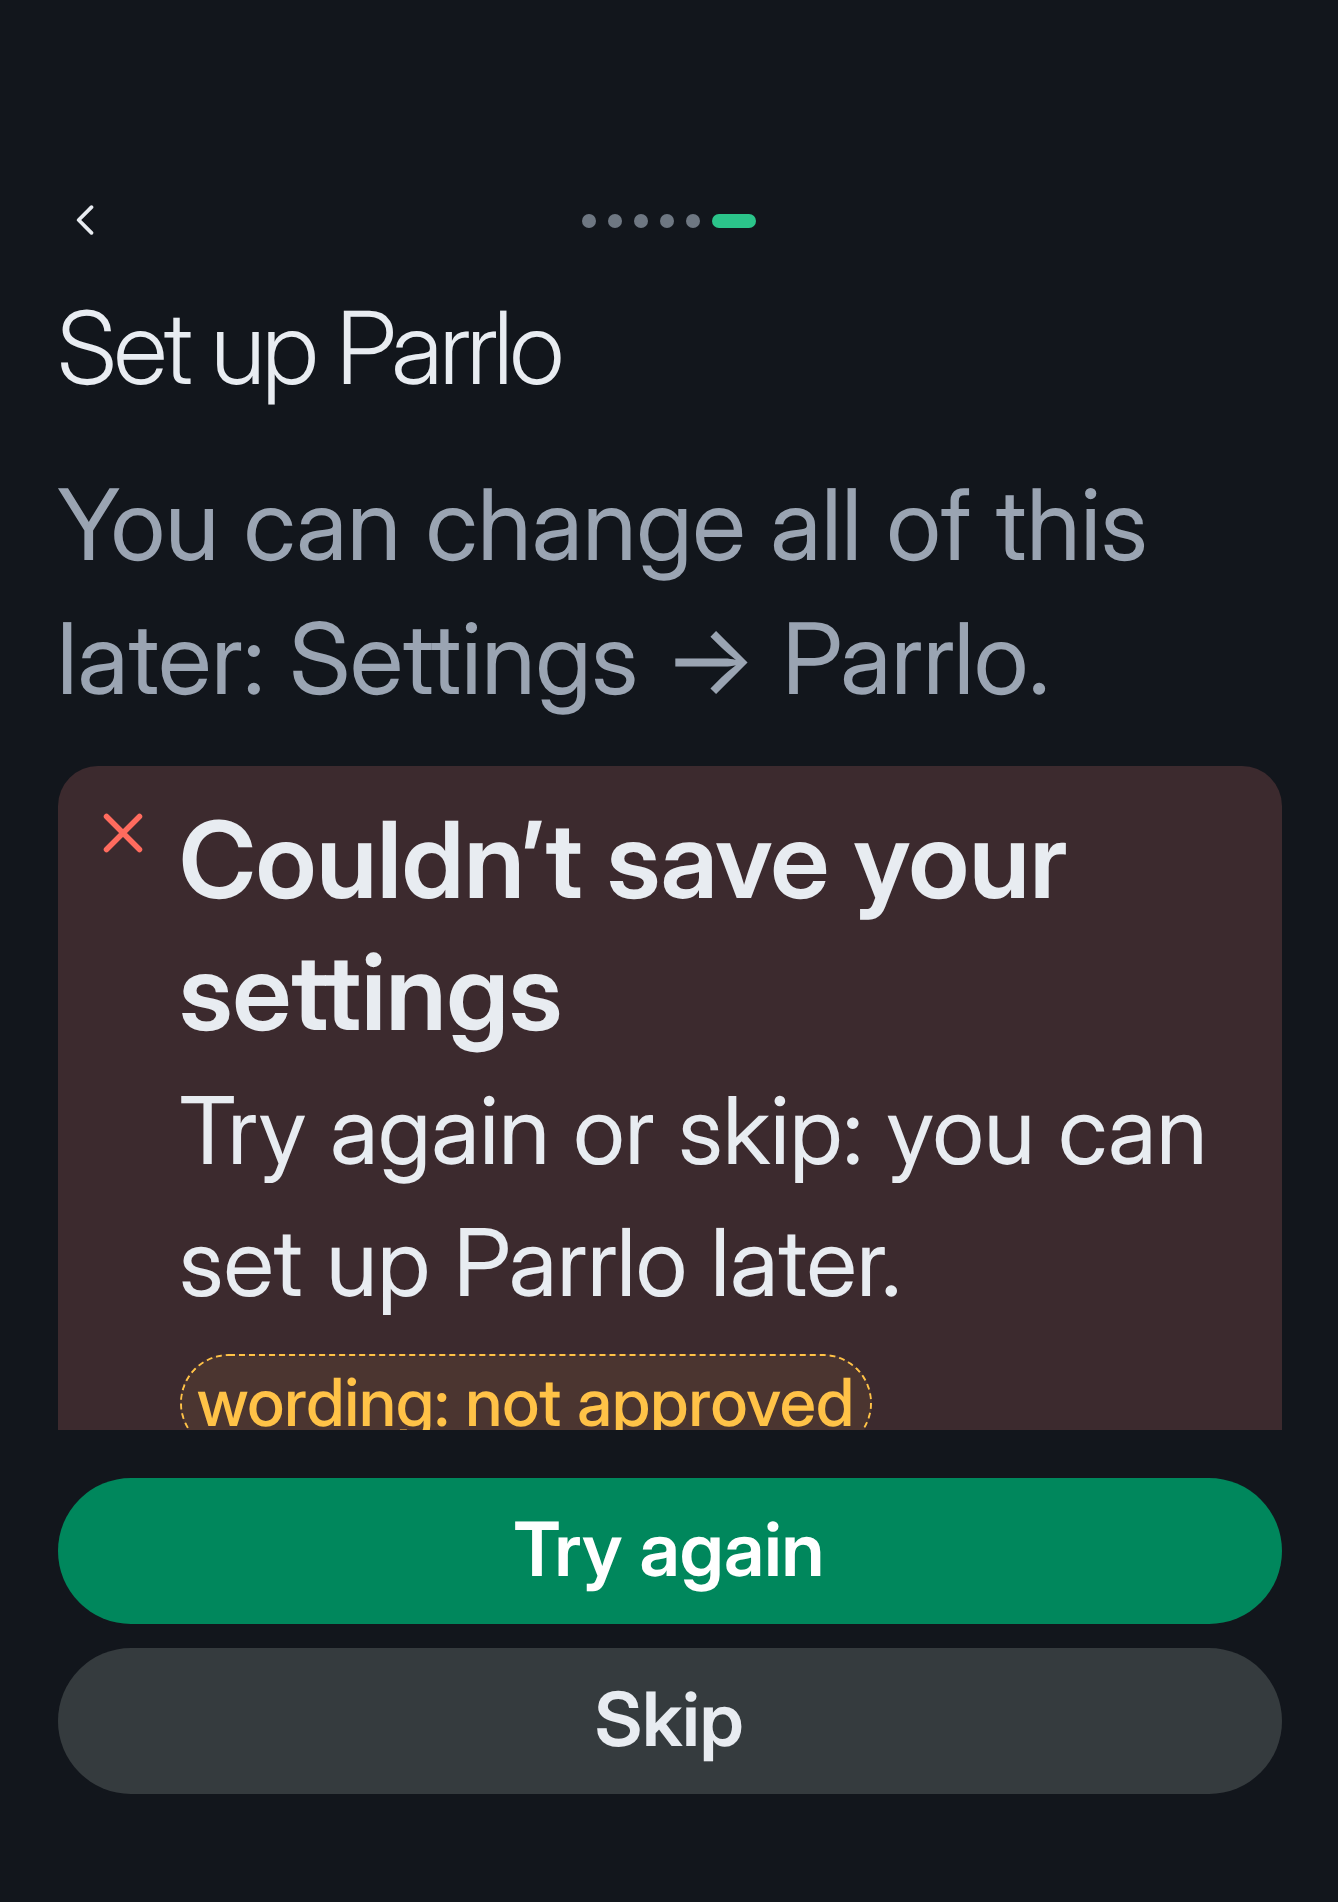 Set up Parrlo
You can change all of this
later: Settings → Parrlo.
Couldn't save your
settings
Try again or skip: you can
set up Parrlo later.
wording: not approved
Try again
Skip